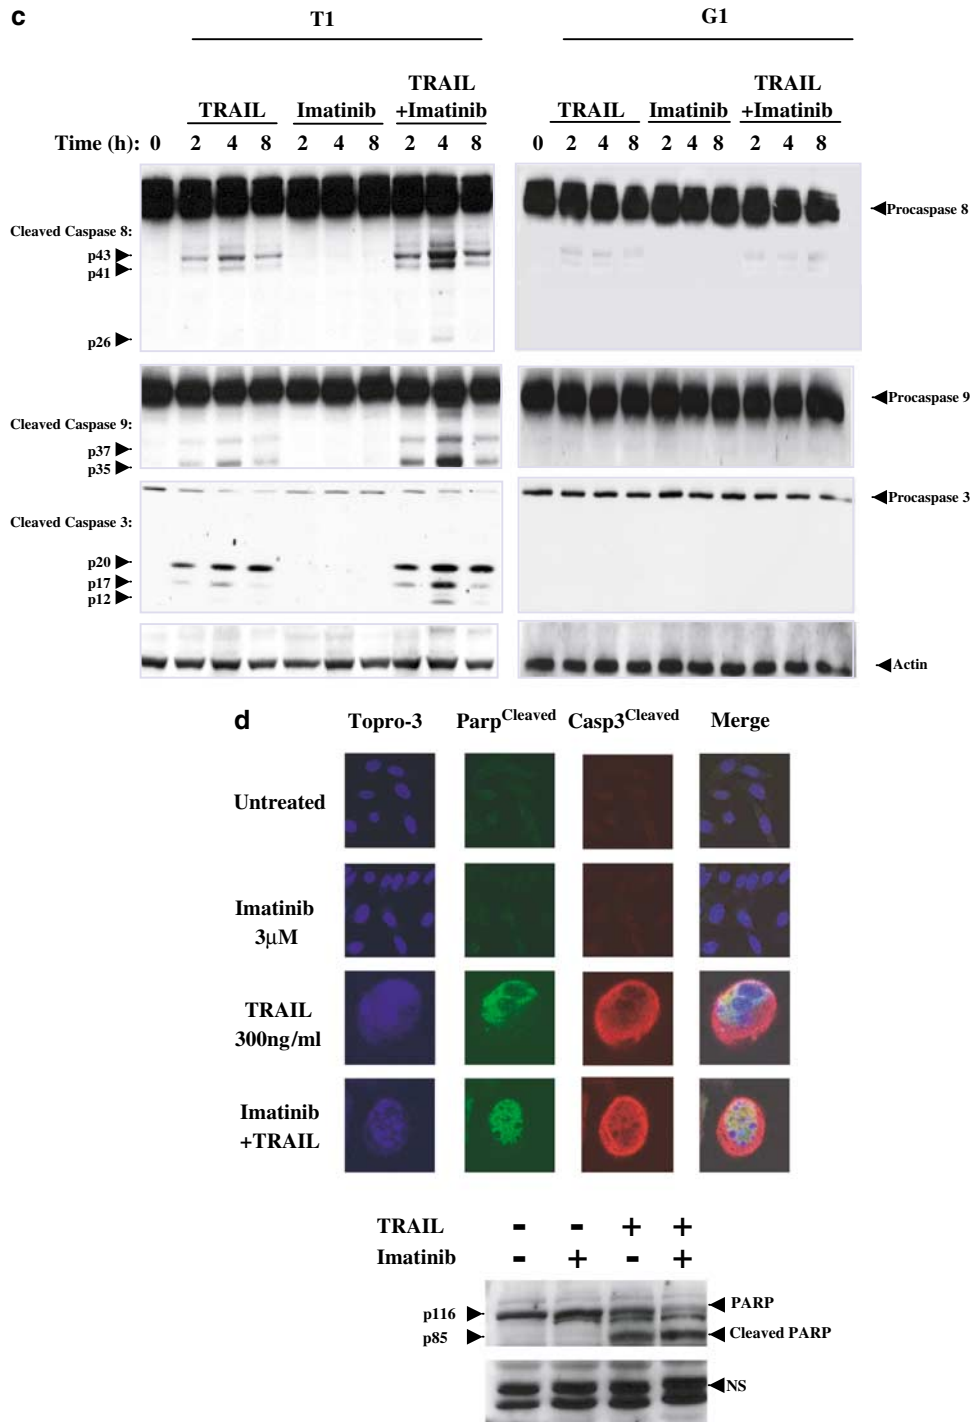 c
T1 G1
TRAIL Imatinib TRAIL +Imatinib TRAIL Imatinib TRAIL +Imatinib
Time (h): 0 2 4 8 2 4 8 2 4 8 0 2 4 8 2 4 8 2 4 8
Procaspase 8
Cleaved Caspase 8:
p43
p41
p26
Procaspase 9
Cleaved Caspase 9:
p37
p35
Procaspase 3
Cleaved Caspase 3:
p20
p17
p12
Actin
d
Topro-3 Parp^Cleaved Casp3^Cleaved Merge
Untreated
Imatinib
3μM
TRAIL
300ng/ml
Imatinib
+TRAIL
TRAIL - - + +
Imatinib - + - +
PARP
p116
p85 Cleaved PARP
NS